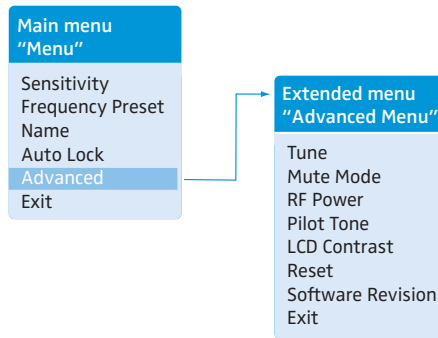 Main menu
“Menu”
Sensitivity
Frequency Preset
Name
Auto Lock
Advanced
Exit
Extended menu
“Advanced Menu”
Tune
Mute Mode
RF Power
Pilot Tone
LCD Contrast
Reset
Software Revision
Exit